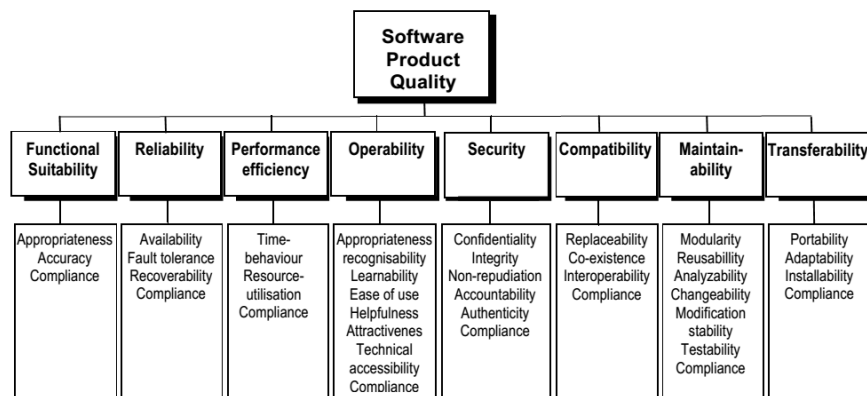 Software
Product
Quality
Functional
Suitability
Reliability
Performance
efficiency
Operability
Security
Compatibility
Maintain-
ability
Transferability
Appropriateness
Accuracy
Compliance
Availability
Fault tolerance
Recoverability
Compliance
Time-
behaviour
Resource-
utilisation
Compliance
Appropriateness
recognisability
Learnability
Ease of use
Helpfulness
Attractivenes
Technical
accessibility
Compliance
Confidentiality
Integrity
Non-repudiation
Accountability
Authenticity
Compliance
Replaceability
Co-existence
Interoperability
Compliance
Modularity
Reusability
Analyzability
Changeability
Modification
stability
Testability
Compliance
Portability
Adaptability
Installability
Compliance